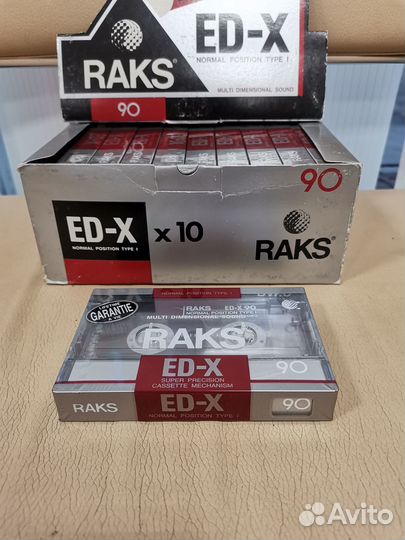 ED-X
NORMAL POSITION TYPE I
RAKS
90
MULTI DIMENSIONAL SOUND
90
ED-X x 10
NORMAL POSITION TYPE I
RAKS
LIFETIME
GARANTIE
A VIE
RAKS ED-X 90
NORMAL POSITION TYPE I
MULTI DIMENSIONAL SOUND
RAKS
ED-X 90
SUPER PRECISION
CASSETTE MECHANISM
RAKS ED-X 90
NORMAL POSITION TYPE I
Avito